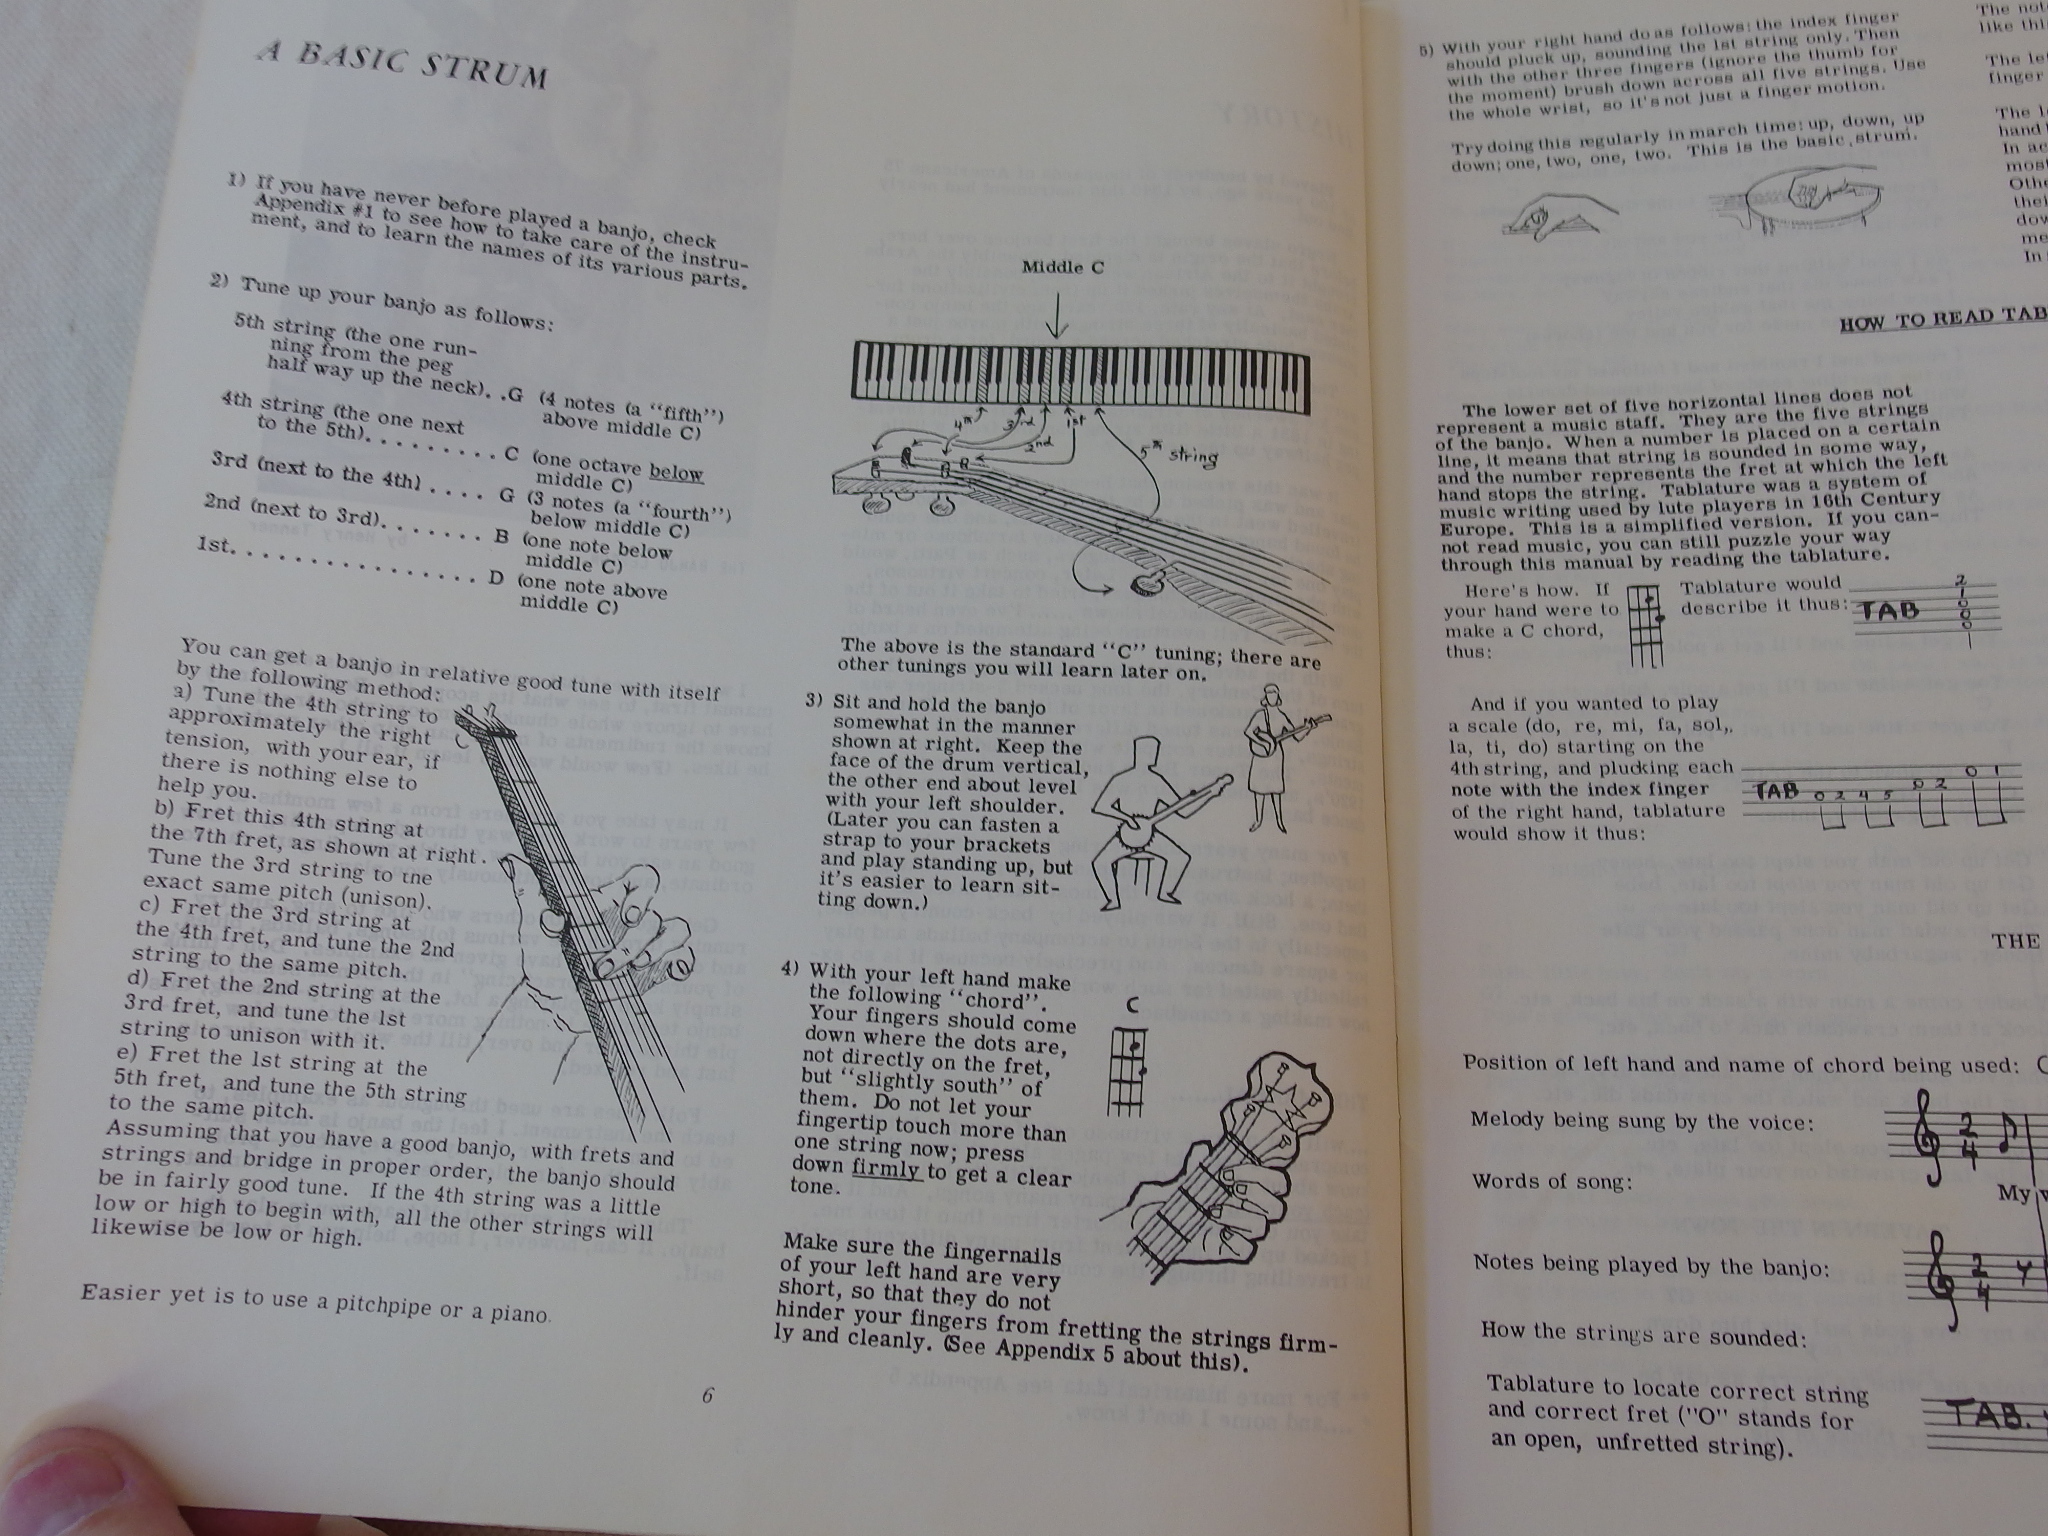 A BASIC STRUM
1) If you have never before played a banjo, check
Appendix #1 to see how to take care of the instru-
ment, and to learn the names of its various parts.
2) Tune up your banjo as follows:
5th string (the one run-
ning from the peg
half way up the neck). .G (4 notes (a "fifth")
above middle C)
4th string (the one next
to the 5th). . . . . . . . . C (one octave below
middle C)
3rd (next to the 4th) . . . . G (3 notes (a "fourth")
below middle C)
2nd (next to 3rd). . . . . . . B (one note below
middle C)
1st. . . . . . . . . . . . . . . . D (one note above
middle C)
You can get a banjo in relative good tune with itself
by the following method:
a) Tune the 4th string to
approximately the right
tension, with your ear, if
there is nothing else to
help you.
b) Fret this 4th string at
the 7th fret, as shown at right.
Tune the 3rd string to the
exact same pitch (unison).
c) Fret the 3rd string at
the 4th fret, and tune the 2nd
string to the same pitch.
d) Fret the 2nd string at the
3rd fret, and tune the 1st
string to unison with it.
e) Fret the 1st string at the
5th fret, and tune the 5th string
to the same pitch.
Assuming that you have a good banjo, with frets and
strings and bridge in proper order, the banjo should
be in fairly good tune. If the 4th string was a little
low or high to begin with, all the other strings will
likewise be low or high.
Easier yet is to use a pitchpipe or a piano.
Middle C
4th 3rd 2nd 1st
5th string
The above is the standard "C" tuning; there are
other tunings you will learn later on.
3) Sit and hold the banjo
somewhat in the manner
shown at right. Keep the
face of the drum vertical,
the other end about level
with your left shoulder.
(Later you can fasten a
strap to your brackets
and play standing up, but
it's easier to learn sit-
ting down.)
4) With your left hand make
the following "chord".
Your fingers should come
down where the dots are,
not directly on the fret,
but "slightly south" of
them. Do not let your
fingertip touch more than
one string now; press
down firmly to get a clear
tone.
C
Make sure the fingernails
of your left hand are very
short, so that they do not
hinder your fingers from fretting the strings firm-
ly and cleanly. (See Appendix 5 about this).
6
5) With your right hand do as follows: the index finger
should pluck up, sounding the 1st string only. Then
with the other three fingers (ignore the thumb for
the moment) brush down across all five strings. Use
the whole wrist, so it's not just a finger motion.
Try doing this regularly in march time: up, down, up
down; one, two, one, two. This is the basic strum.
HOW TO READ TAB
The lower set of five horizontal lines does not
represent a music staff. They are the five strings
of the banjo. When a number is placed on a certain
line, it means that string is sounded in some way,
and the number represents the fret at which the left
hand stops the string. Tablature was a system of
music writing used by lute players in 16th Century
Europe. This is a simplified version. If you can-
not read music, you can still puzzle your way
through this manual by reading the tablature.
Here's how. If
your hand were to
make a C chord,
thus:
Tablature would
describe it thus:
TAB 2 1 0 0 0
And if you wanted to play
a scale (do, re, mi, fa, sol,.
la, ti, do) starting on the
4th string, and plucking each
note with the index finger
of the right hand, tablature
would show it thus:
TAB 0 2 4 5 0 2 0 1
THE
Position of left hand and name of chord being used:
Melody being sung by the voice:
2
4
Words of song:
My
Notes being played by the banjo:
2
4
How the strings are sounded:
Tablature to locate correct string
and correct fret ("O" stands for
an open, unfretted string).
TAB.
The
like
The
finger
The
hand
In